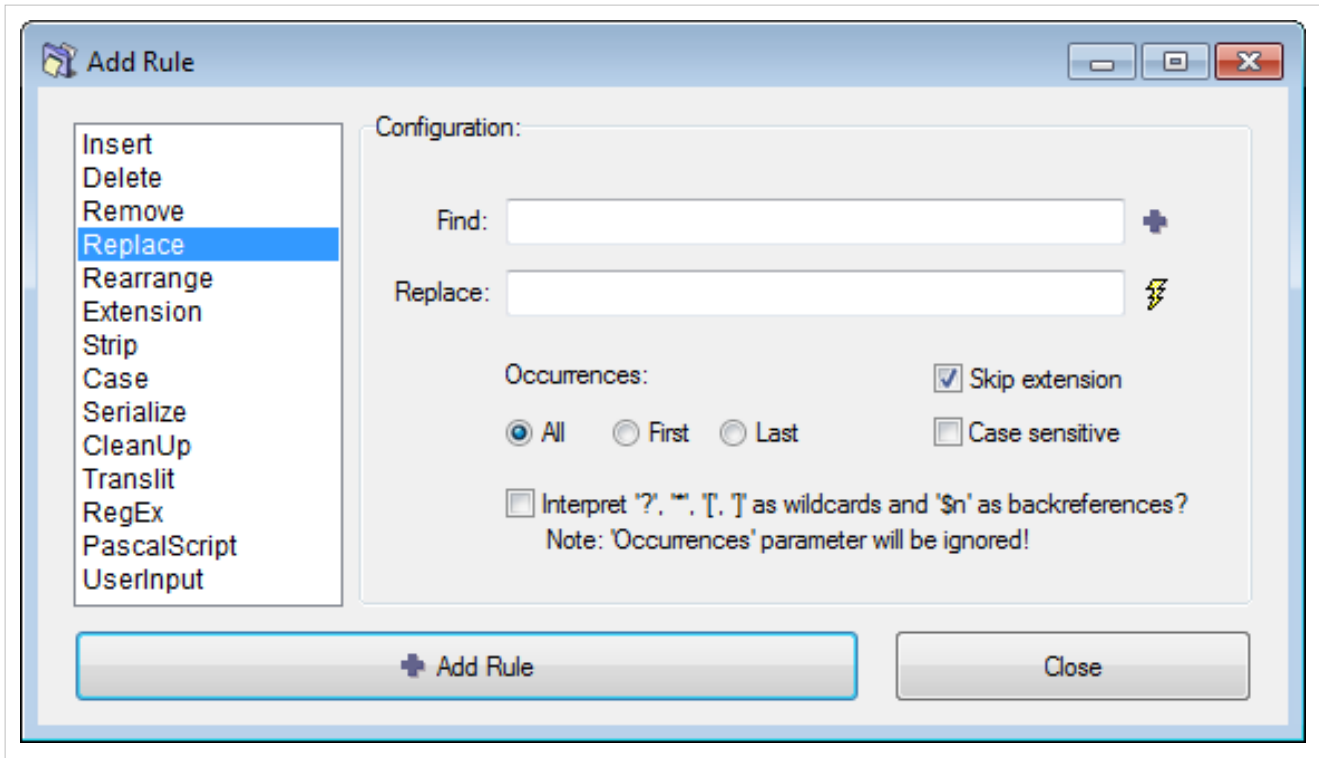 Add Rule
Insert
Delete
Remove
Replace
Rearrange
Extension
Strip
Case
Serialize
CleanUp
Translit
RegEx
PascalScript
UserInput
Configuration:
Find:
Replace:
Occurrences:
Skip extension
All First Last
Case sensitive
Interpret '?', '*', '[', ']' as wildcards and '$n' as backreferences?
Note: 'Occurrences' parameter will be ignored!
Add Rule
Close